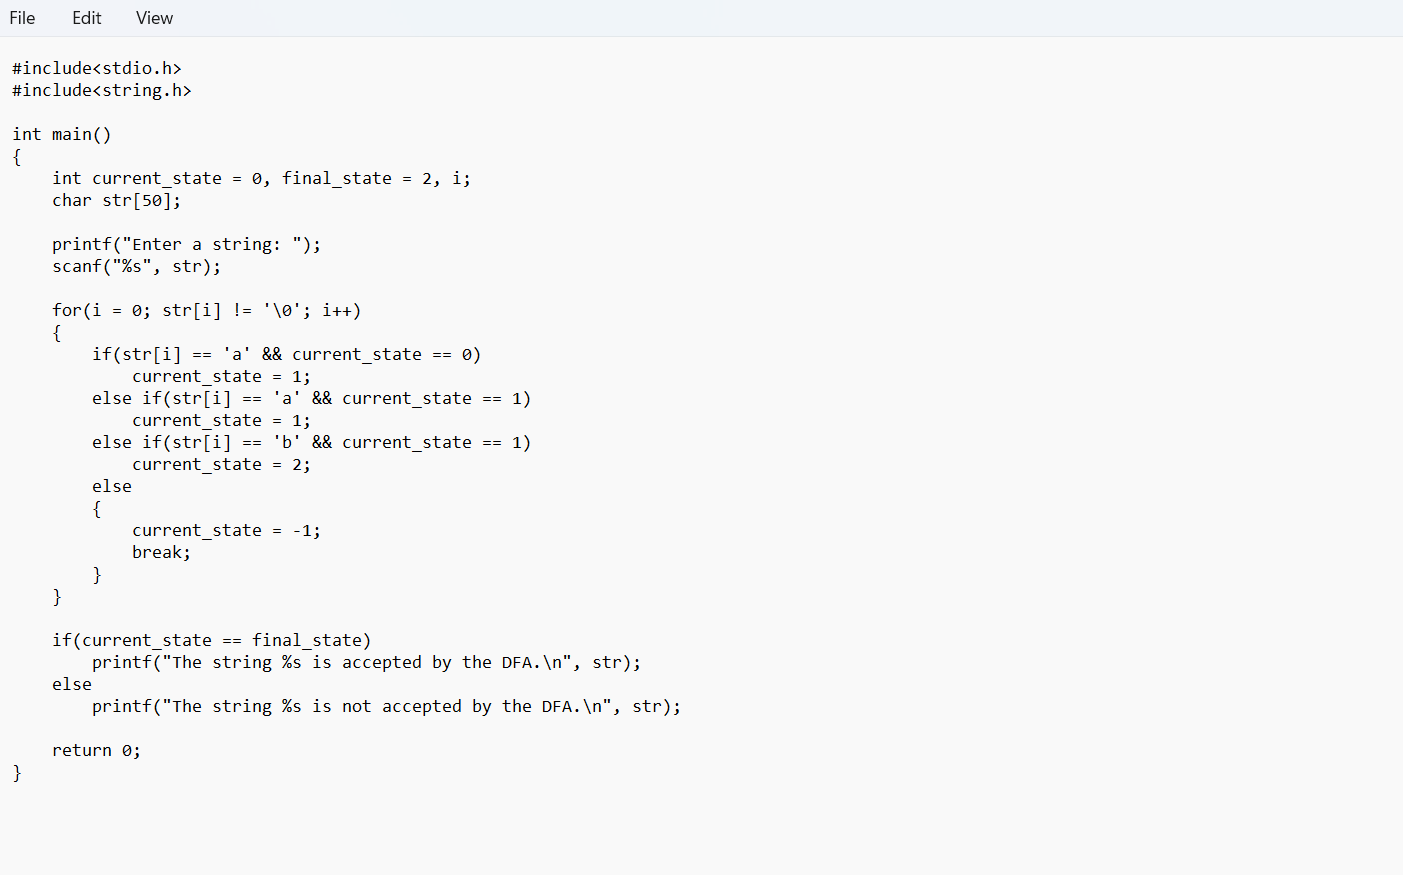 File Edit View
#include<stdio.h>
#include<string.h>

int main()
{
    int current_state = 0, final_state = 2, i;
    char str[50];

    printf("Enter a string: ");
    scanf("%s", str);

    for(i = 0; str[i] != '\0'; i++)
    {
        if(str[i] == 'a' && current_state == 0)
            current_state = 1;
        else if(str[i] == 'a' && current_state == 1)
            current_state = 1;
        else if(str[i] == 'b' && current_state == 1)
            current_state = 2;
        else
        {
            current_state = -1;
            break;
        }
    }

    if(current_state == final_state)
        printf("The string %s is accepted by the DFA.\n", str);
    else
        printf("The string %s is not accepted by the DFA.\n", str);

    return 0;
}